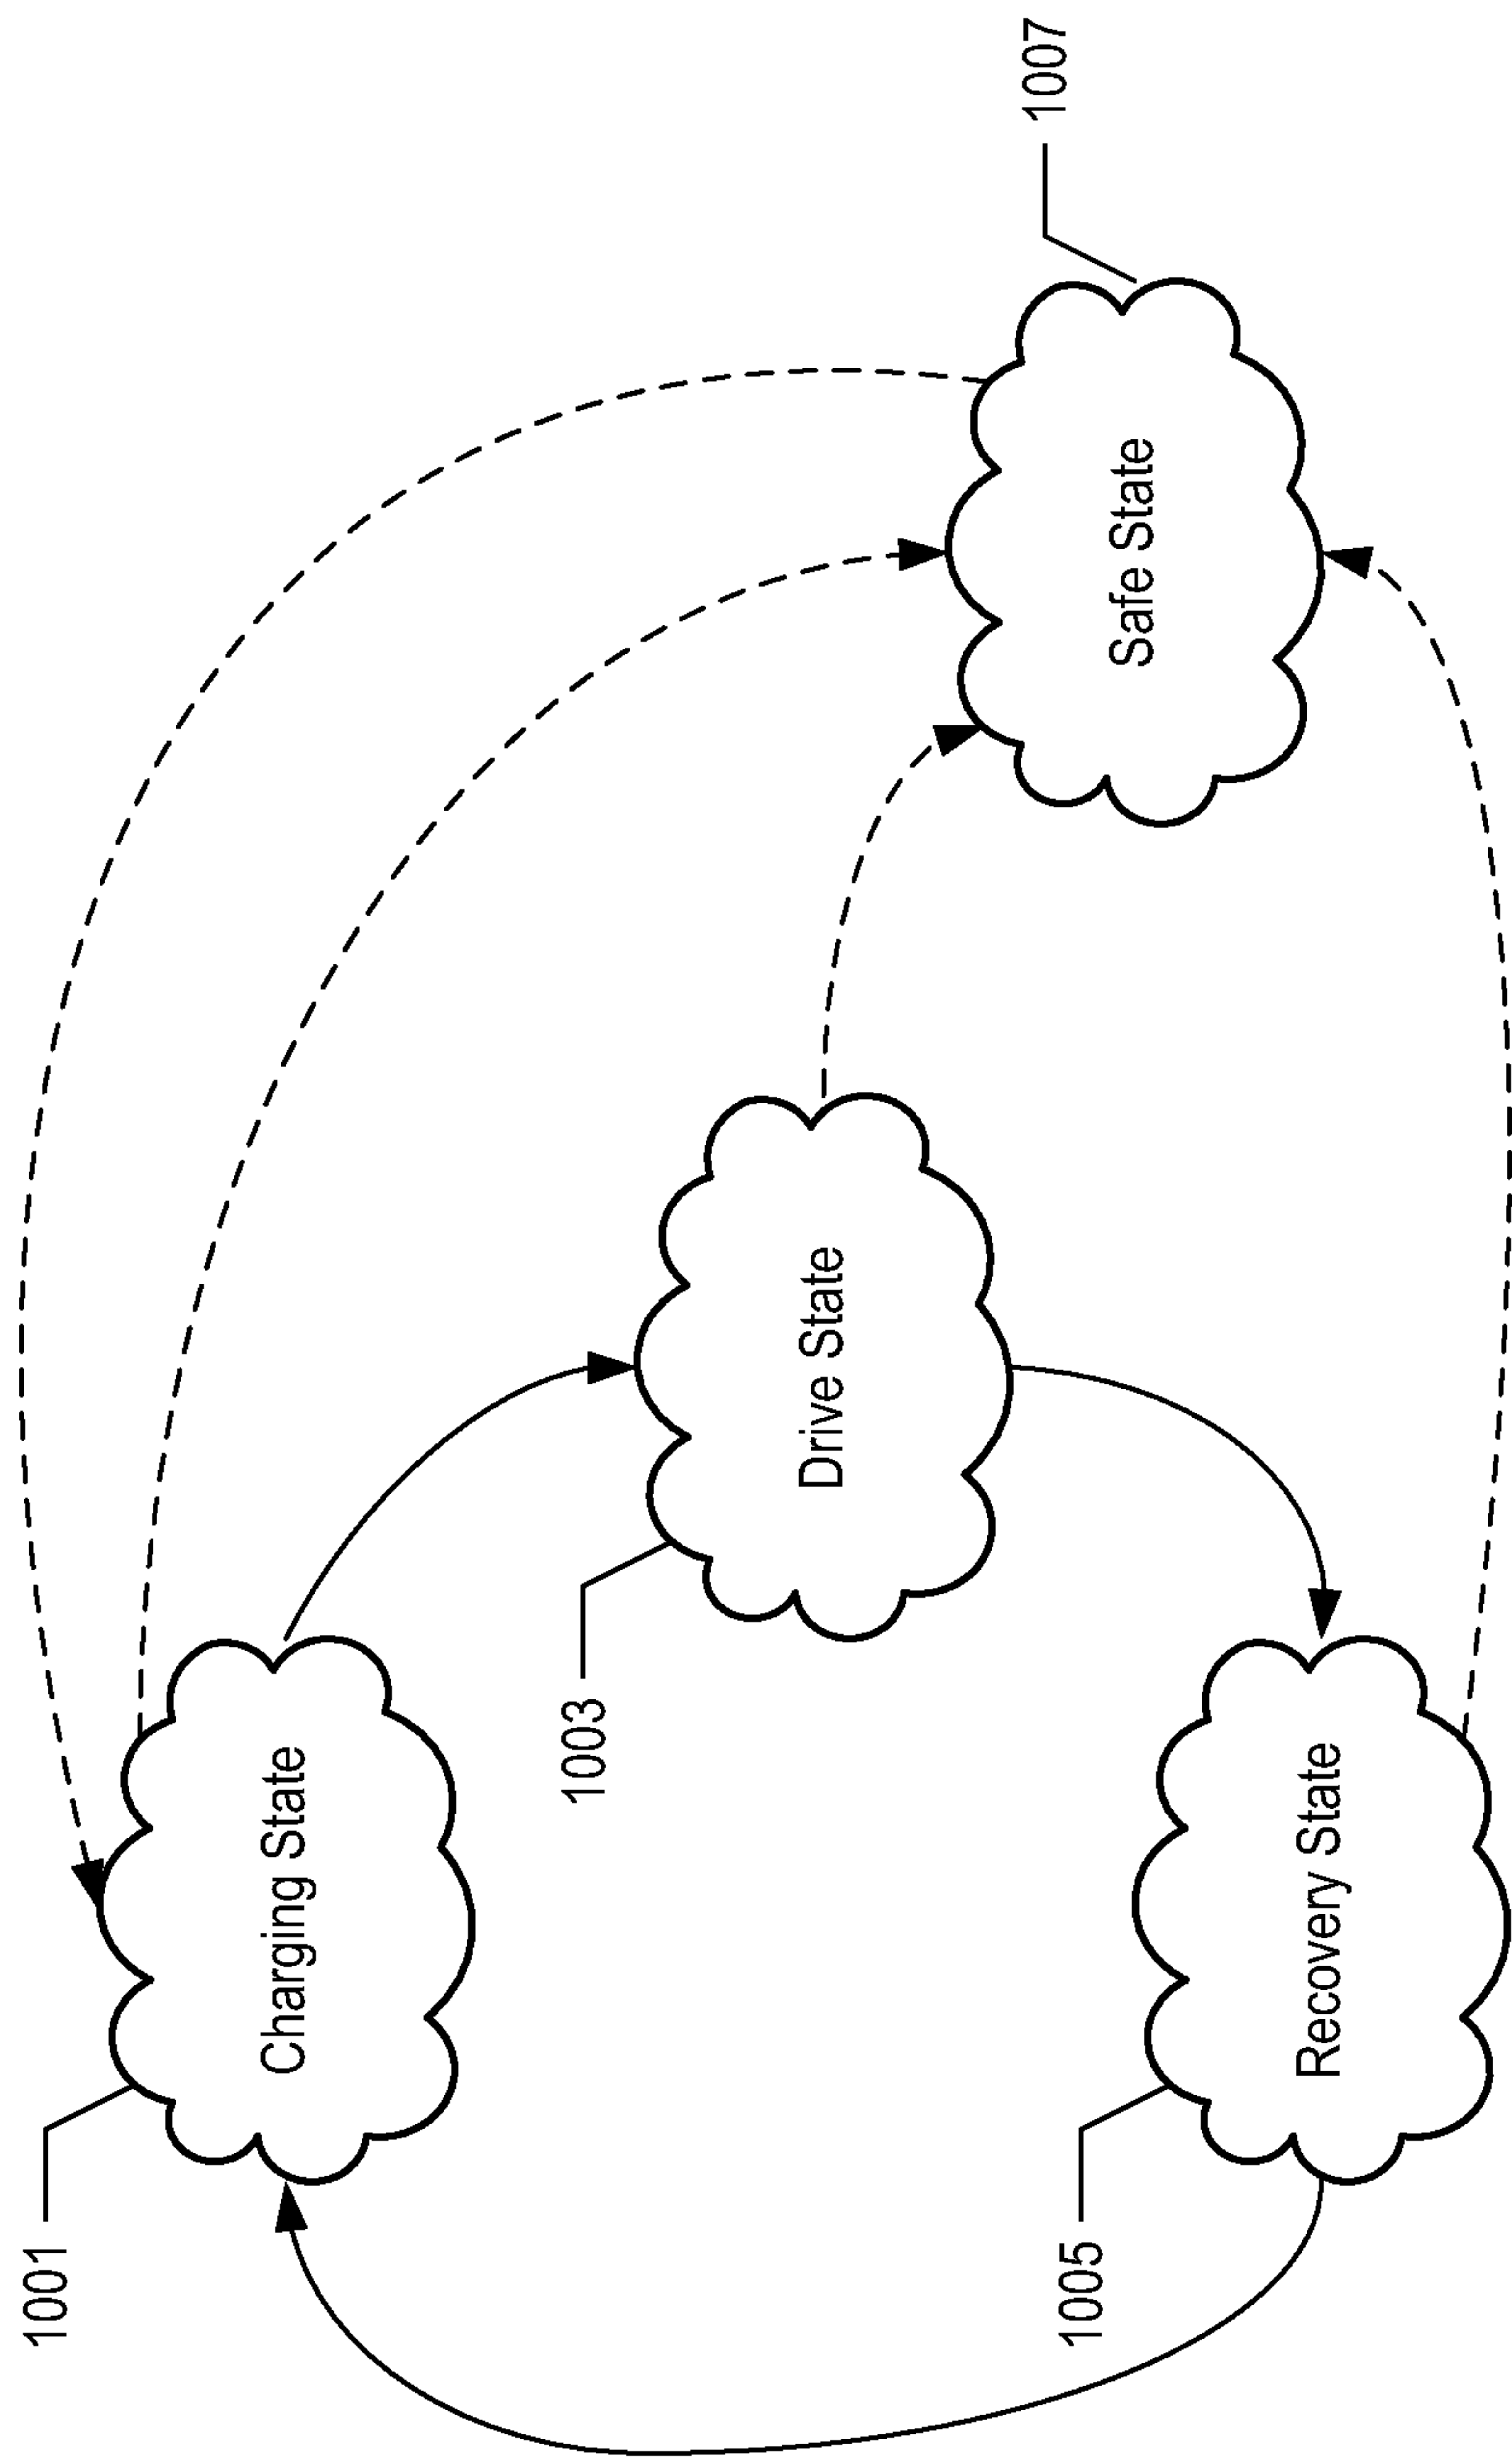 1001
Charging State
1003
Drive State
1005
Recovery State
1007
Safe State